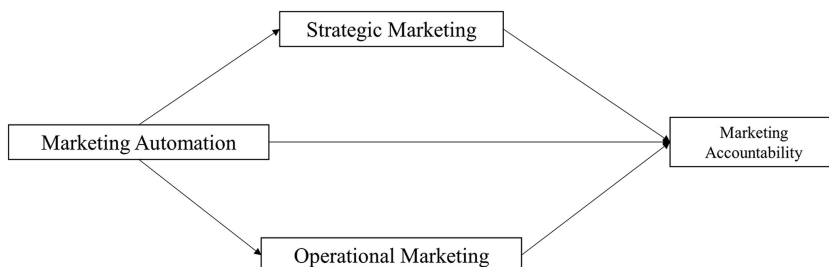 Strategic Marketing
Marketing Automation
Marketing
Accountability
Operational Marketing